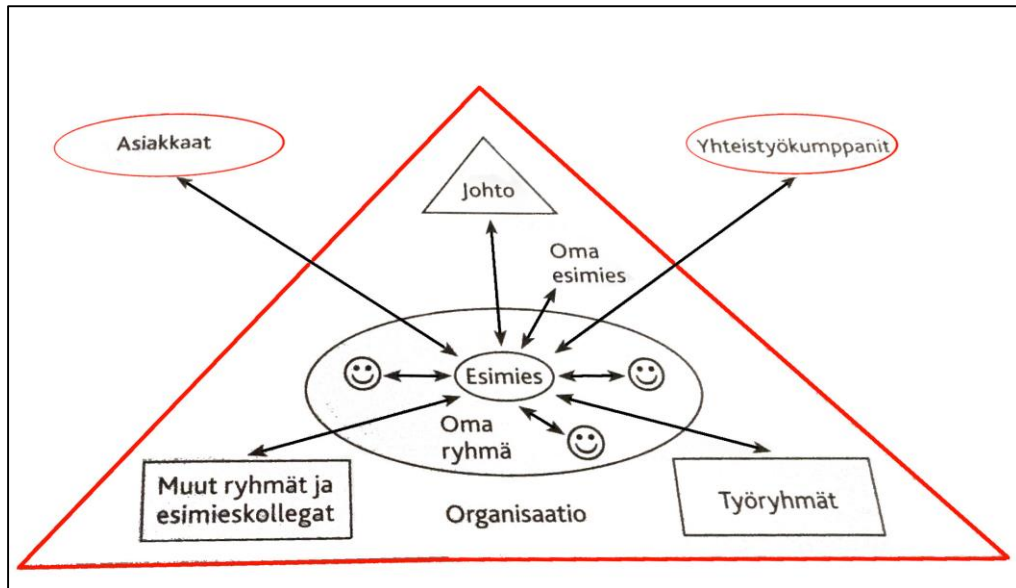 Asiakkaat
Yhteistyökumppanit
Johto
Oma
esimies
Esimies
Oma
ryhmä
Muut ryhmät ja
esimieskollegat
Organisaatio
Työryhmät